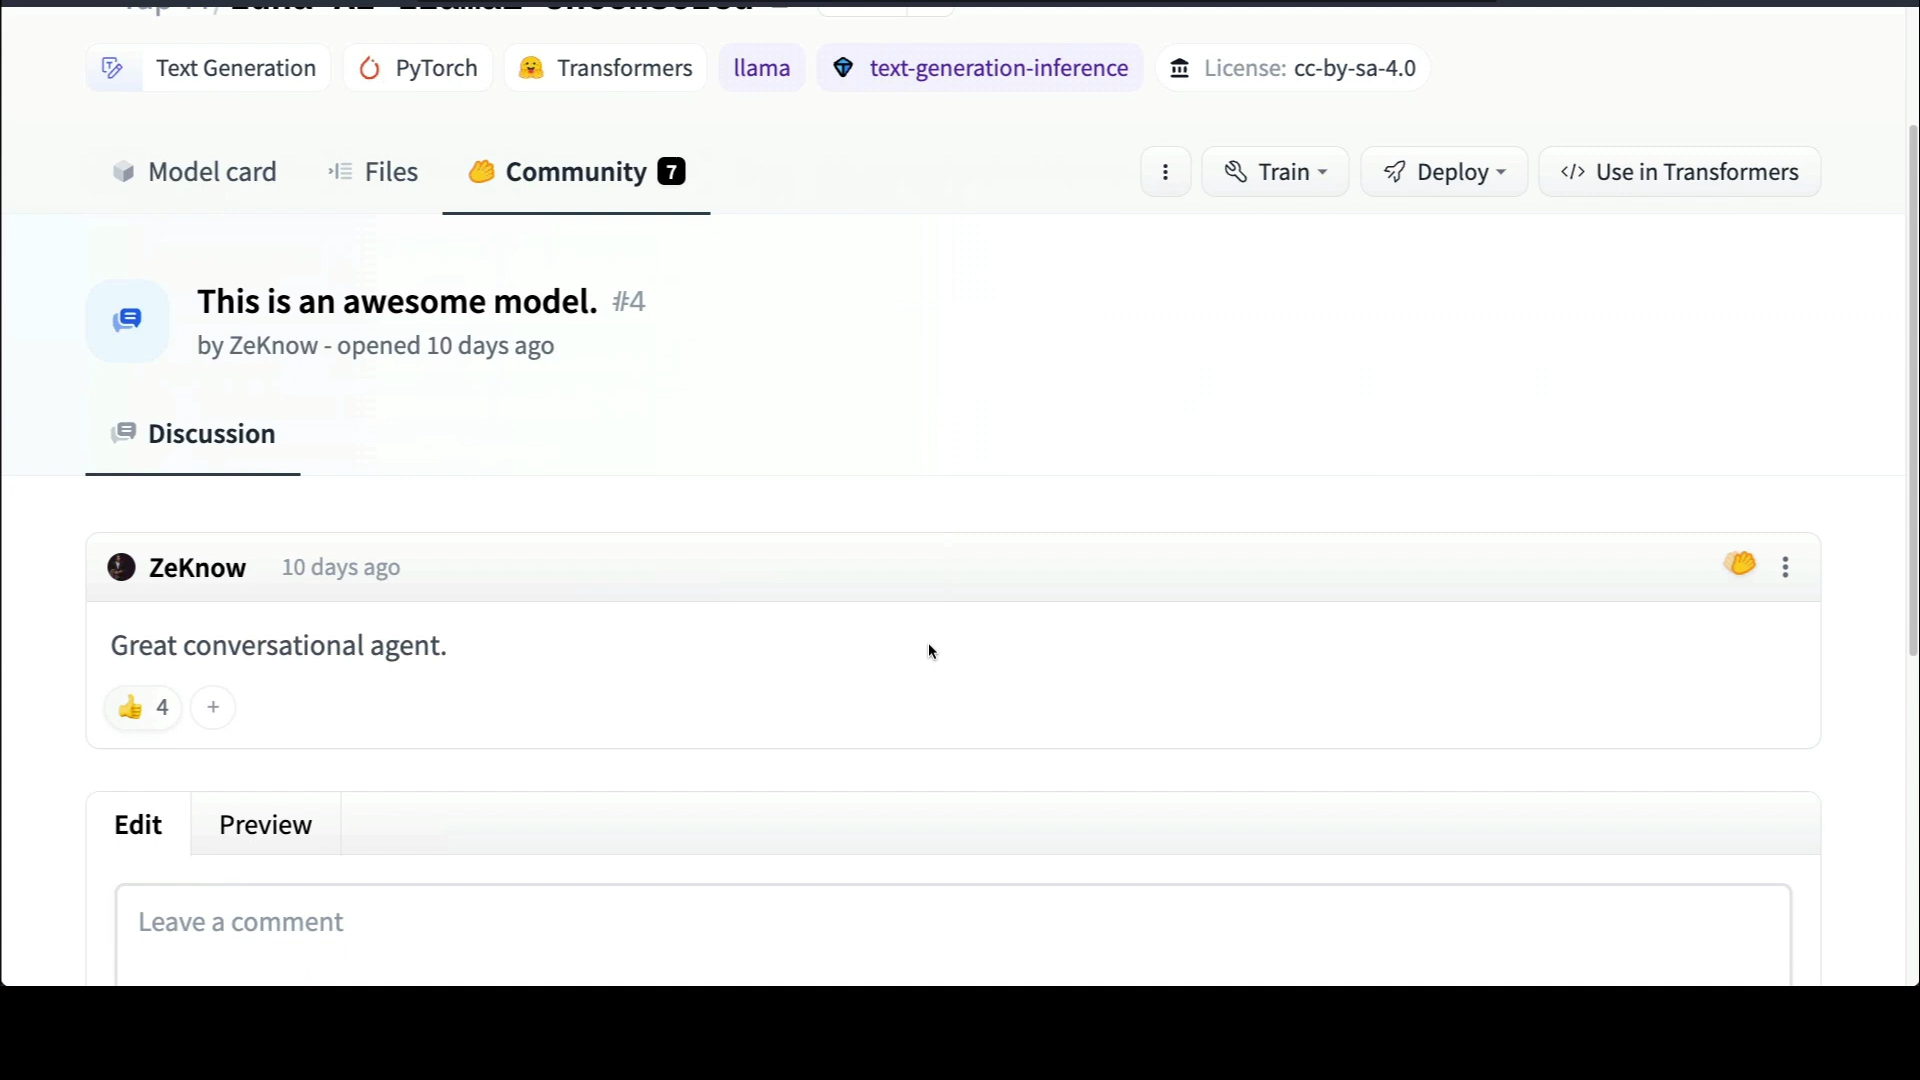 Text Generation PyTorch Transformers llama text-generation-inference License: cc-by-sa-4.0
Model card Files Community 7 Train Deploy </> Use in Transformers
This is an awesome model. #4
by ZeKnow - opened 10 days ago
Discussion
ZeKnow 10 days ago
Great conversational agent.
4 +
Edit Preview
Leave a comment